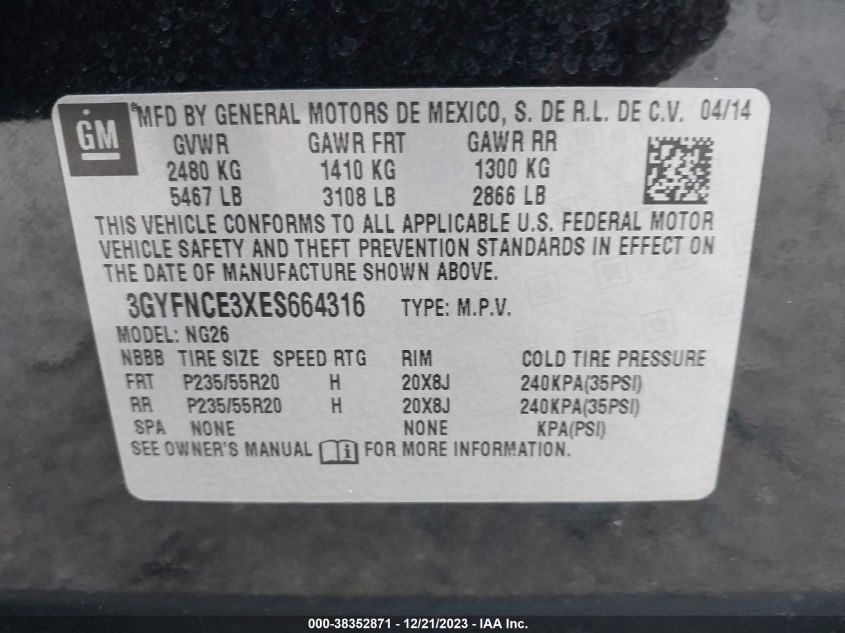 GM
MFD BY GENERAL MOTORS DE MEXICO, S. DE R.L. DE C.V. 04/14
GVWR GAWR FRT GAWR RR
2480 KG 1410 KG 1300 KG
5467 LB 3108 LB 2866 LB
THIS VEHICLE CONFORMS TO ALL APPLICABLE U.S. FEDERAL MOTOR
VEHICLE SAFETY AND THEFT PREVENTION STANDARDS IN EFFECT ON
THE DATE OF MANUFACTURE SHOWN ABOVE.
3GYFNCE3XES664316 TYPE: M.P.V.
MODEL: NG26
NBBB TIRE SIZE SPEED RTG RIM COLD TIRE PRESSURE
FRT P235/55R20 H 20X8J 240KPA(35PSI)
RR P235/55R20 H 20X8J 240KPA(35PSI)
SPA NONE NONE KPA(PSI)
SEE OWNER'S MANUAL i FOR MORE INFORMATION.
000-38352871 - 12/21/2023 - IAA Inc.